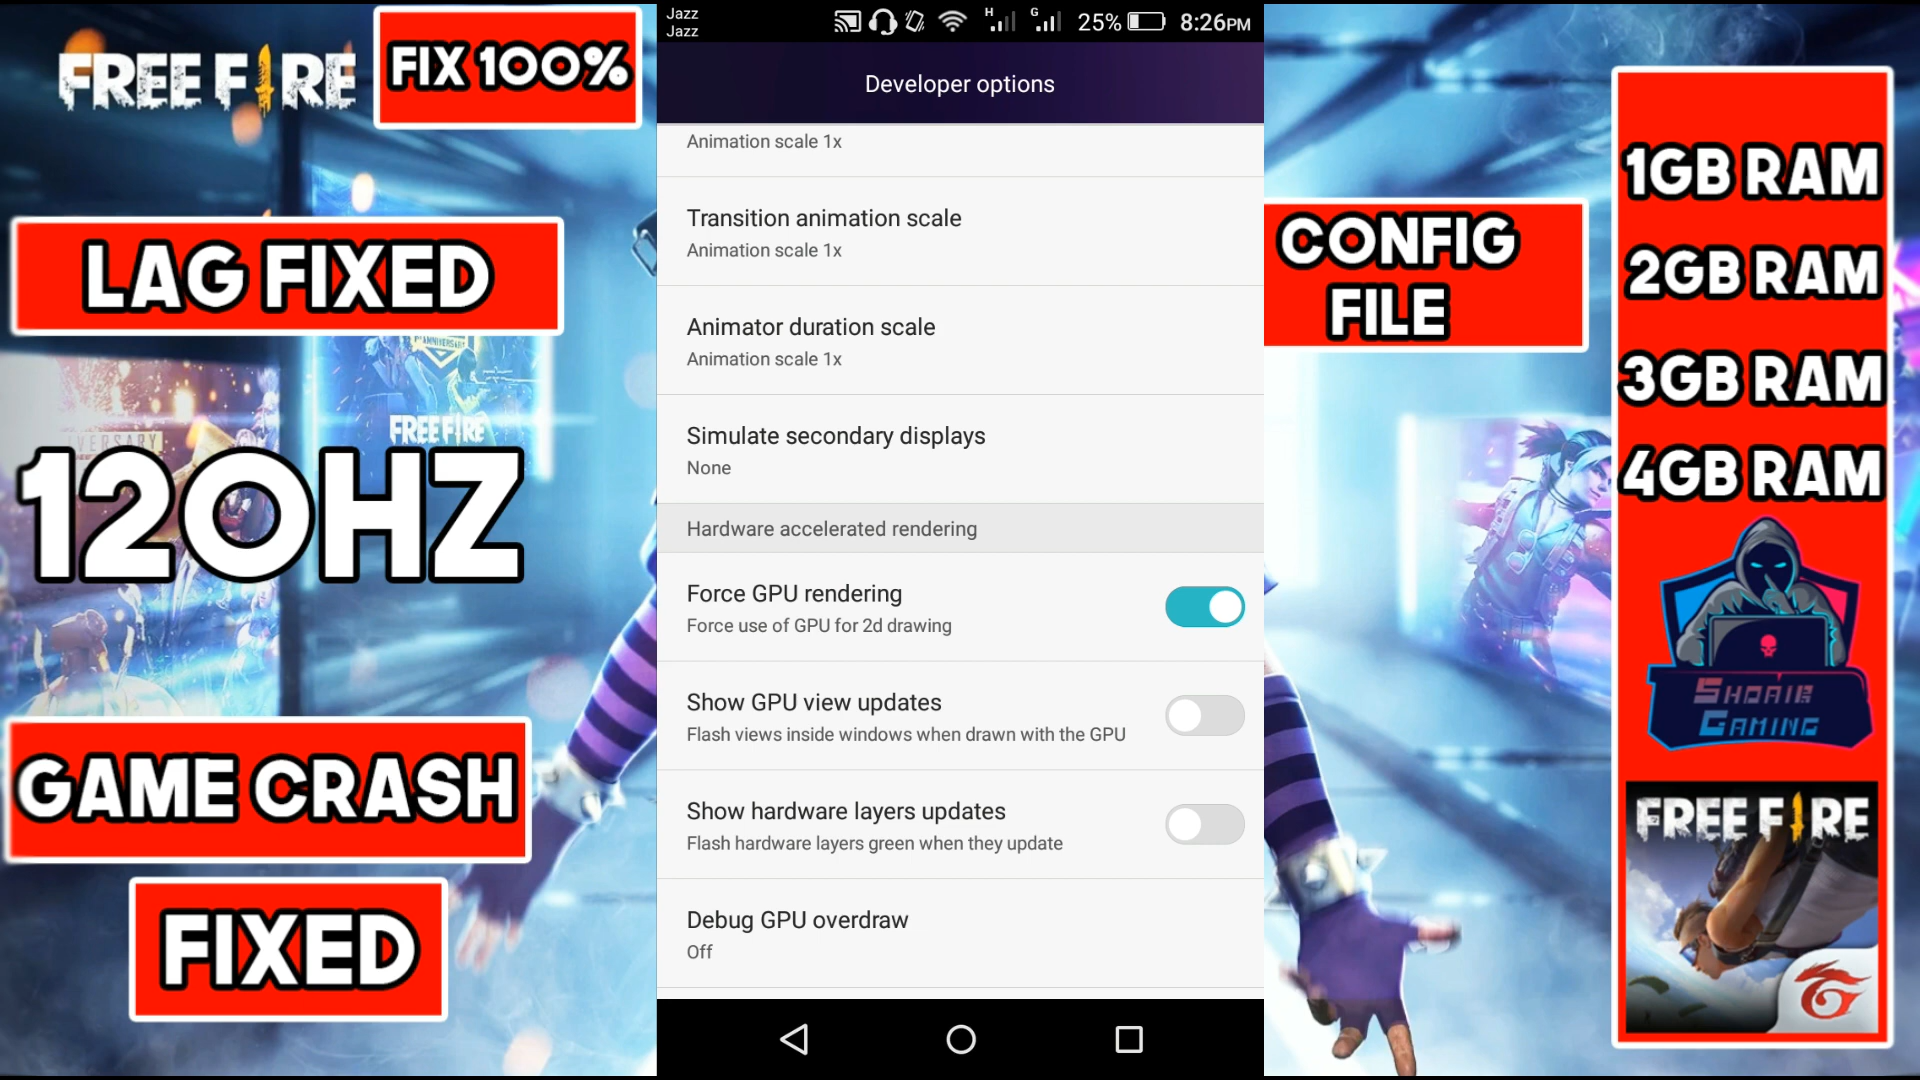 FREE FIRE
FIX 100%
LAG FIXED
ANNIVERSARY
FREE FIRE
VERSARY
120HZ
GAME CRASH
FIXED
Jazz
Jazz
H
G
25%
8:26PM
Developer options
Animation scale 1x
Transition animation scale
Animation scale 1x
Animator duration scale
Animation scale 1x
Simulate secondary displays
None
Hardware accelerated rendering
Force GPU rendering
Force use of GPU for 2d drawing
Show GPU view updates
Flash views inside windows when drawn with the GPU
Show hardware layers updates
Flash hardware layers green when they update
Debug GPU overdraw
Off
CONFIG
FILE
1GB RAM
2GB RAM
3GB RAM
4GB RAM
SHOAIB
GAMING
FREE FIRE